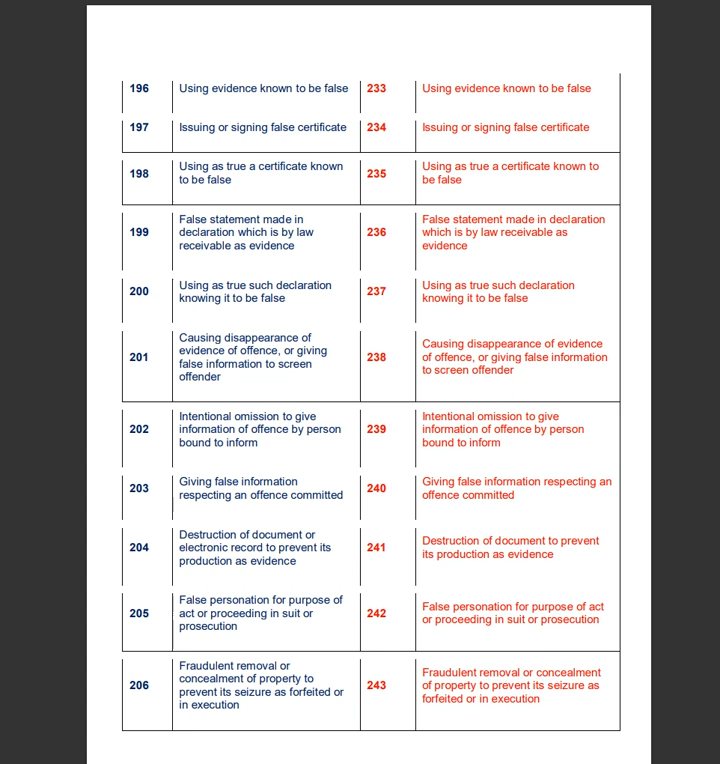 196 Using evidence known to be false 233 Using evidence known to be false
197 Issuing or signing false certificate 234 Issuing or signing false certificate
Using as true a certificate known Using as true a certificate known to
198 235
to be false be false
False statement made in False statement made in declaration
199 declaration which is by law 236 which is by law receivable as
receivable as evidence evidence
Using as true such declaration Using as true such declaration
200 237
knowing it to be false knowing it to be false
Causing disappearance of
evidence of offence, or giving Causing disappearance of evidence
201 238 of offence, or giving false information
false information to screen to screen offender
offender
Intentional omission to give Intentional omission to give
202 information of offence by person 239 information of offence by person
bound to inform bound to inform
Giving false information Giving false information respecting an
203 240
respecting an offence committed offence committed
Destruction of document or
204 electronic record to prevent its 241 Destruction of document to prevent
production as evidence its production as evidence
False personation for purpose of
205 act or proceeding in suit or 242 False personation for purpose of act
prosecution or proceeding in suit or prosecution
Fraudulent removal or
concealment of property to Fraudulent removal or concealment
206 243 of property to prevent its seizure as
prevent its seizure as forfeited or forfeited or in execution
in execution